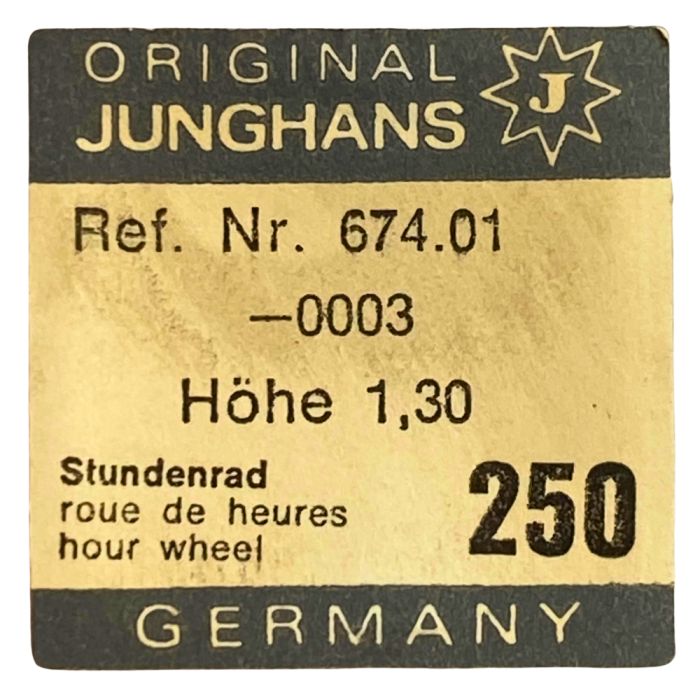 ORIGINAL
JUNGHANS
J
Ref. Nr. 674.01
—0003
Höhe 1,30
Stundenrad
roue de heures
hour wheel
250
GERMANY